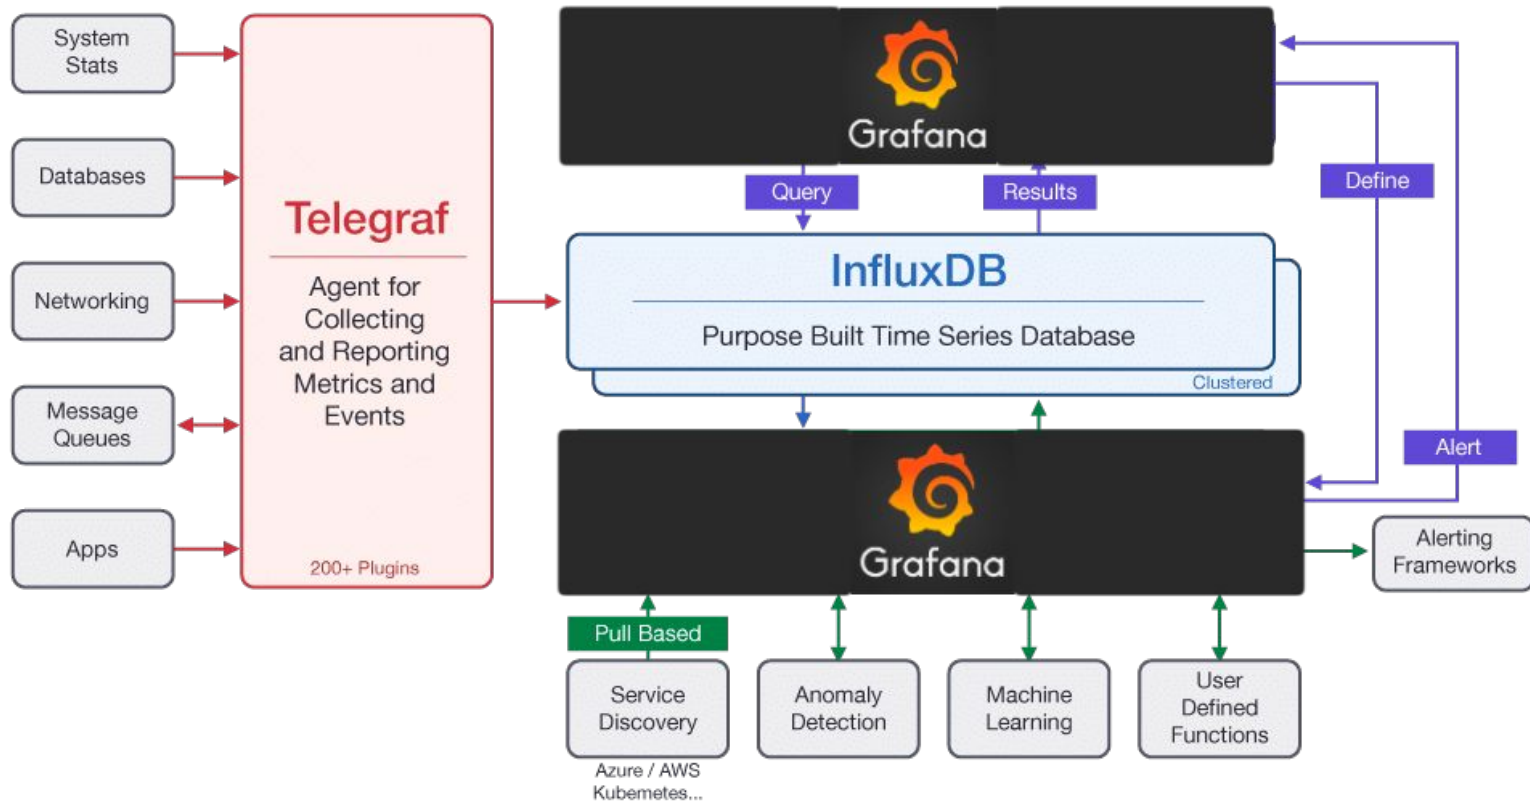 System
Stats
Databases
Networking
Message
Queues
Apps
Telegraf
Agent for
Collecting
and Reporting
Metrics and
Events
200+ Plugins
Grafana
Query
Results
Define
Alert
InfluxDB
Purpose Built Time Series Database
Clustered
Grafana
Alerting
Frameworks
Pull Based
Service
Discovery
Azure / AWS
Kubemetes...
Anomaly
Detection
Machine
Learning
User
Defined
Functions